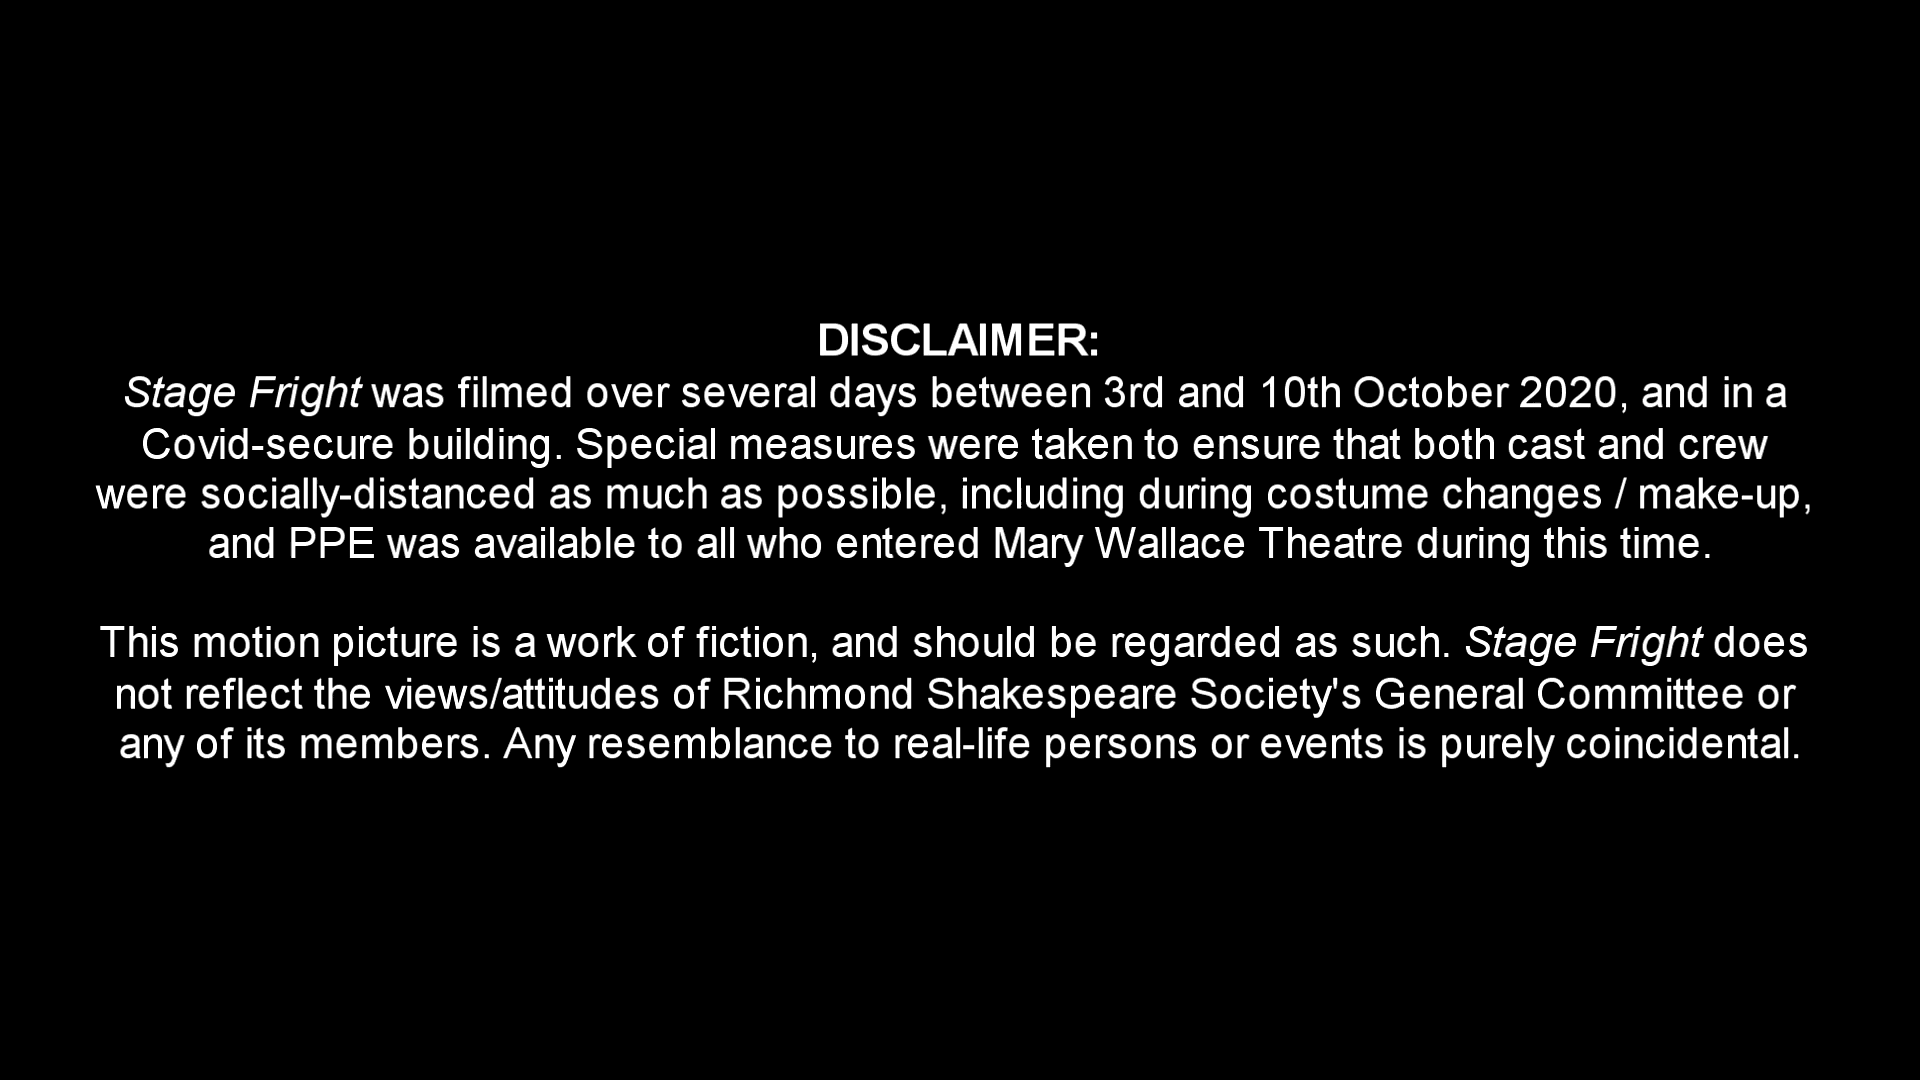 DISCLAIMER:
Stage Fright was filmed over several days between 3rd and 10th October 2020, and in a
Covid-secure building. Special measures were taken to ensure that both cast and crew
were socially-distanced as much as possible, including during costume changes / make-up,
and PPE was available to all who entered Mary Wallace Theatre during this time.
This motion picture is a work of fiction, and should be regarded as such. Stage Fright does
not reflect the views/attitudes of Richmond Shakespeare Society's General Committee or
any of its members. Any resemblance to real-life persons or events is purely coincidental.